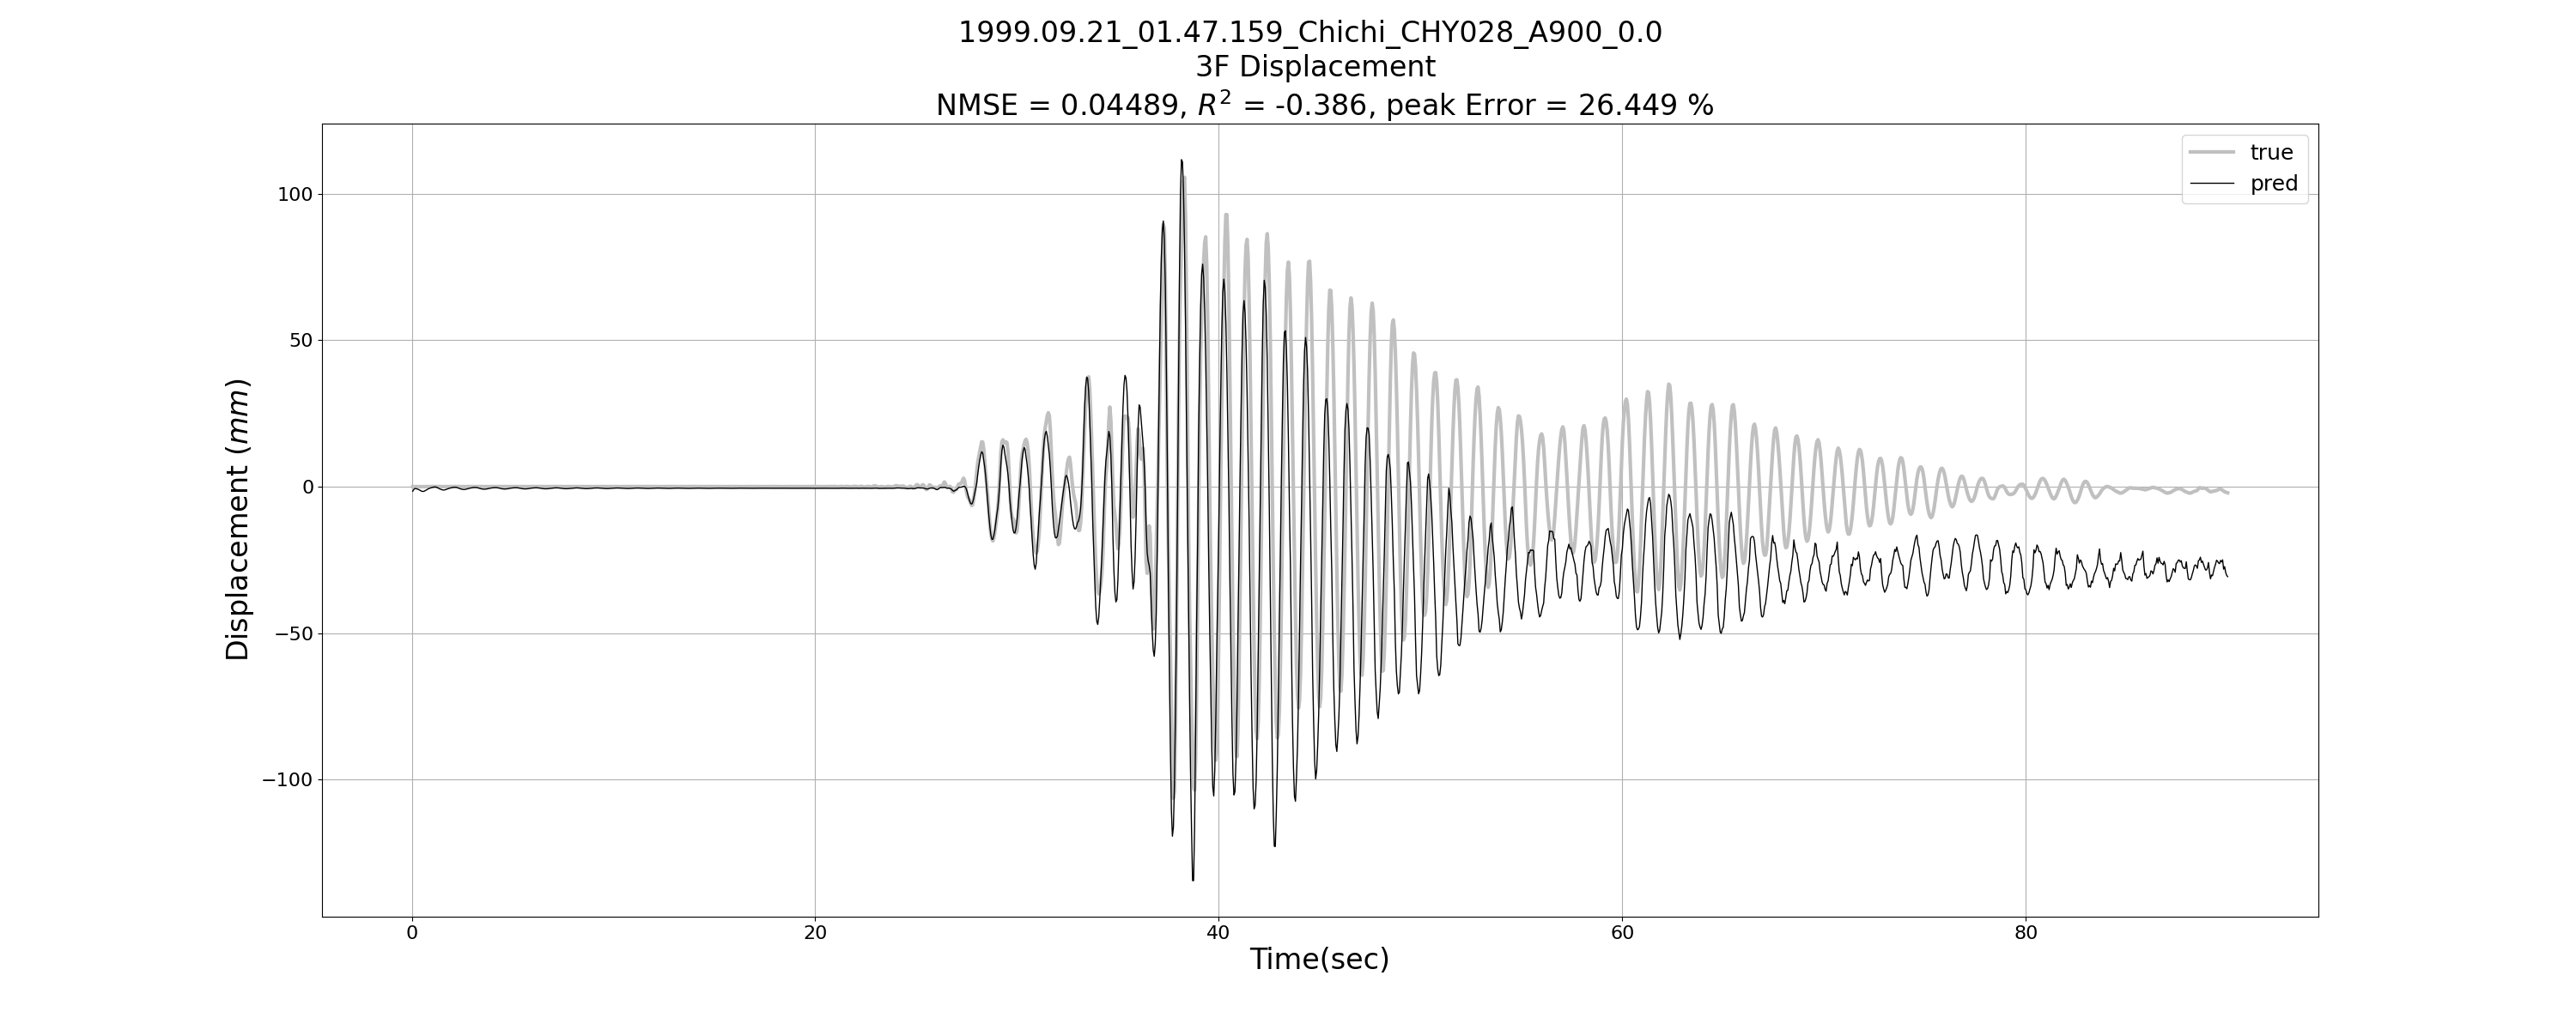 1999.09.21_01.47.159_Chichi_CHY028_A900_0.0
3F Displacement
NMSE = 0.04489, R² = -0.386, peak Error = 26.449 %
true
pred
100
50
0
−50
−100
Displacement (mm)
0 20 40 60 80
Time(sec)